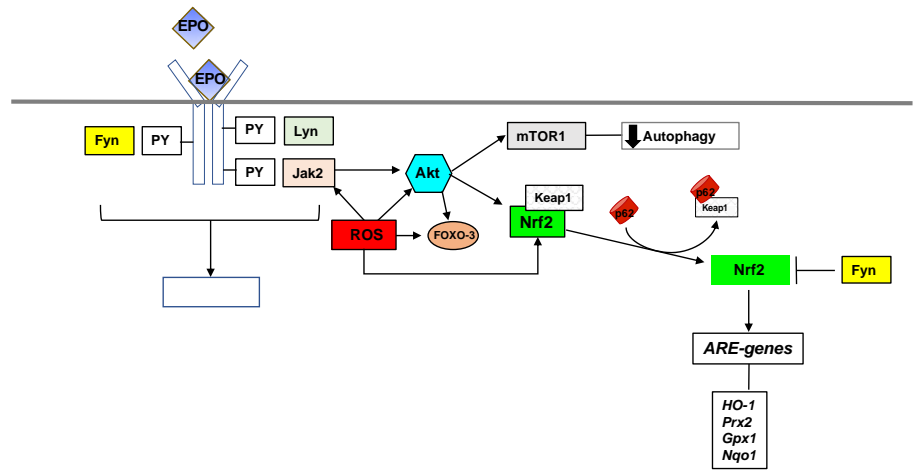 EPO
EPO
Fyn
PY
PY
Lyn
PY
Jak2
Akt
mTOR1
Autophagy
ROS
FOXO-3
Keap1
Nrf2
p62
p62
Keap1
Nrf2
Fyn
ARE-genes
HO-1
Prx2
Gpx1
Nqo1